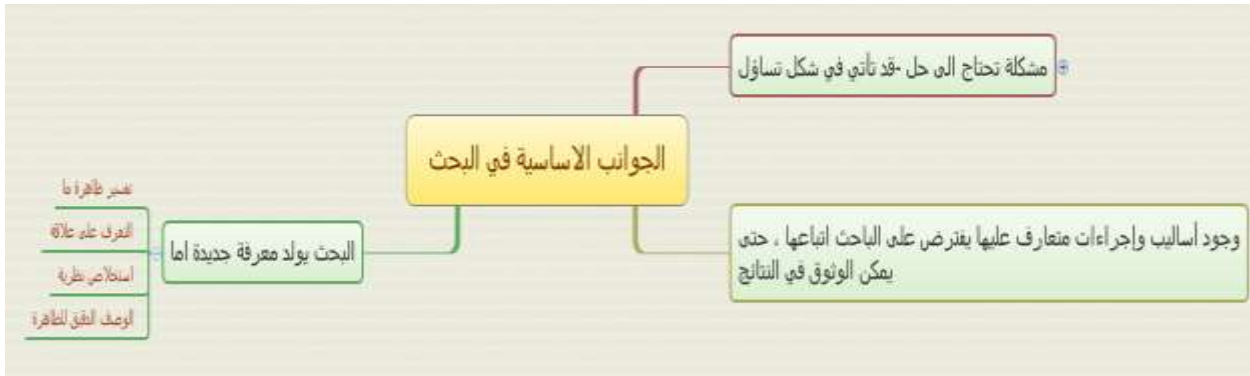 الجوانب الاساسية في البحث
مشكلة تحتاج الى حل -قد تأتي في شكل تساؤل
وجود أساليب وإجراءات متعارف عليها يفترض على الباحث اتباعها ، حتى
يمكن الوثوق في النتائج
البحث يولد معرفة جديدة اما
تفسير ظاهرة ما
التعرف على علاقة
استخلاص نظرية
الوصف الدقيق للظاهرة